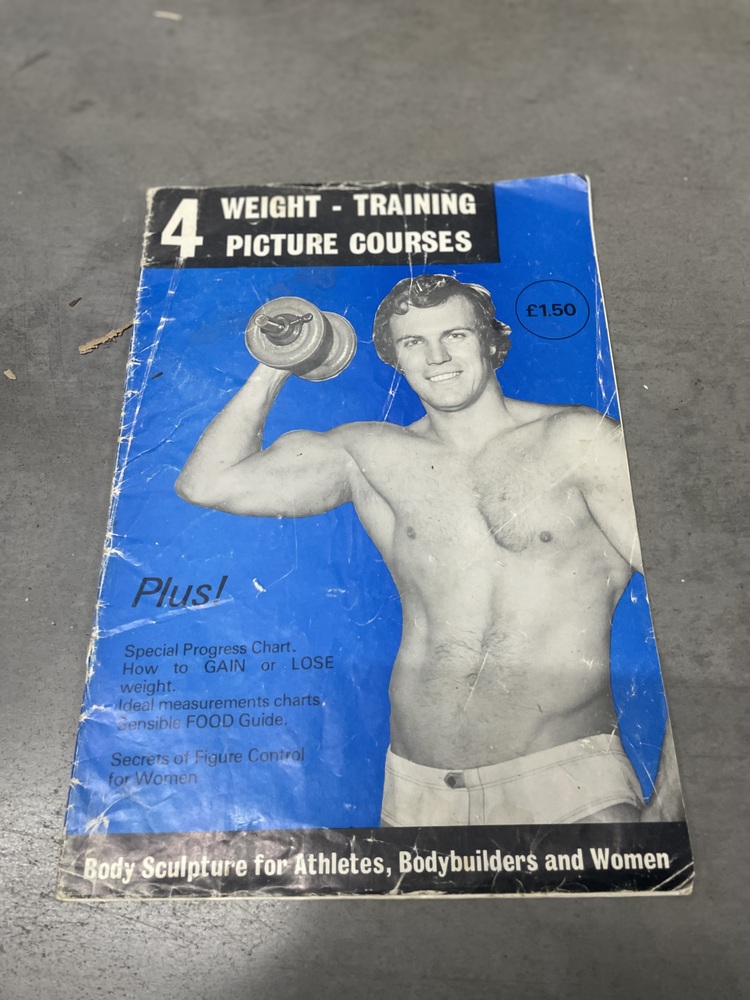 4 WEIGHT - TRAINING
PICTURE COURSES
£1.50
Plus!
Special Progress Chart.
How to GAIN or LOSE
weight.
Ideal measurements charts
Sensible FOOD Guide.
Secrets of Figure Control
for Women
Body Sculpture for Athletes, Bodybuilders and Women